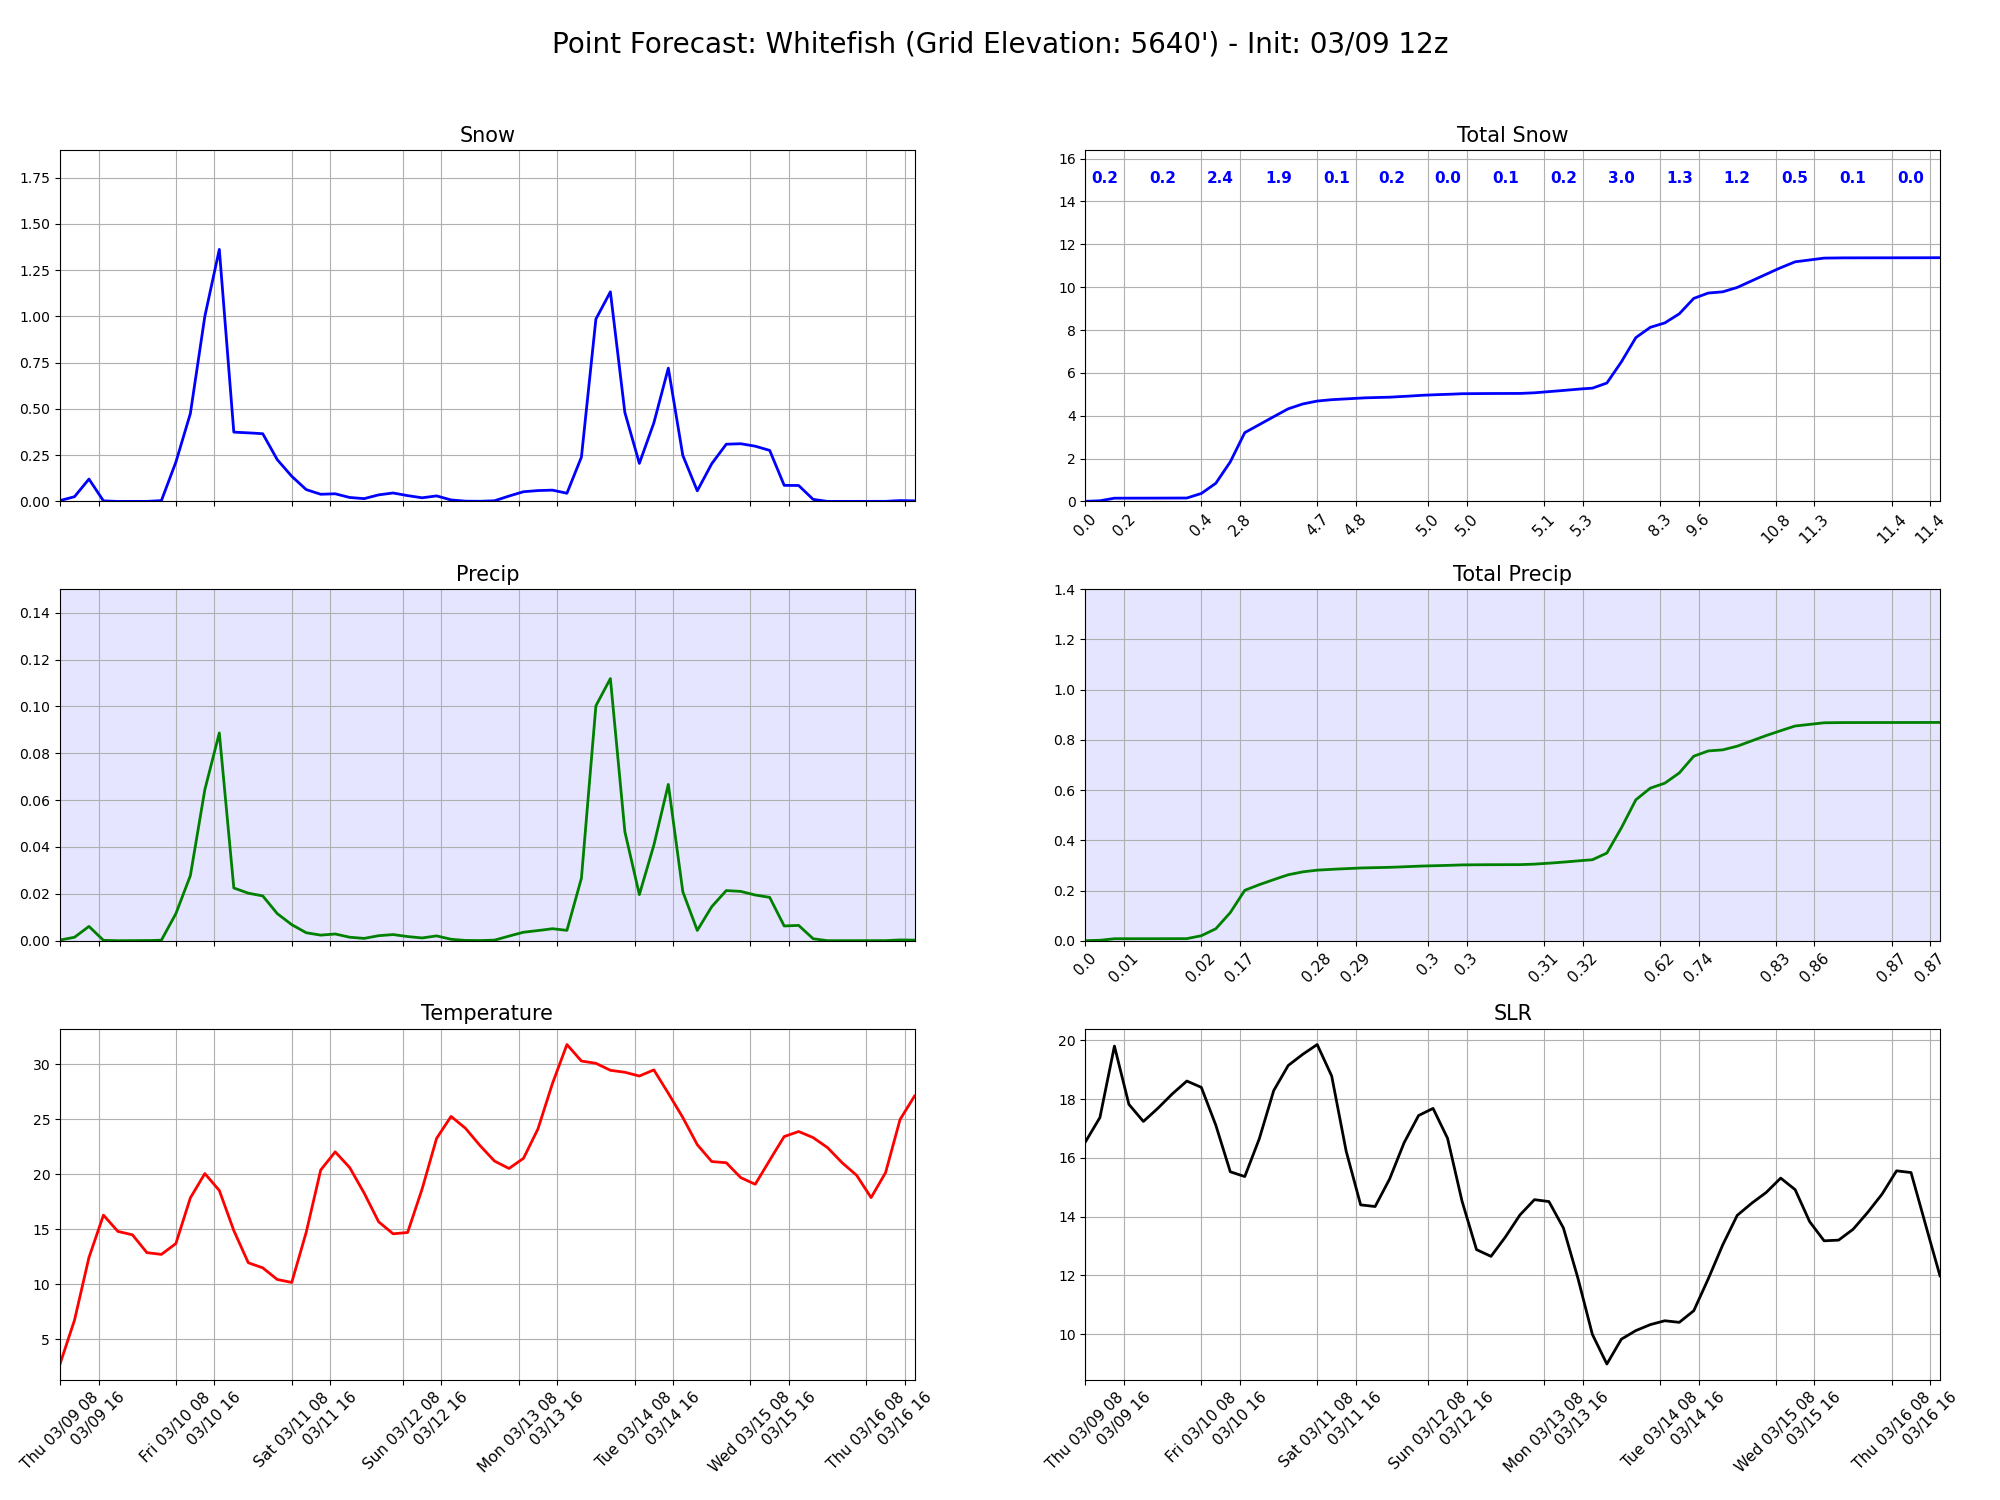 Point Forecast: Whitefish (Grid Elevation: 5640') - Init: 03/09 12z
Snow
1.75
1.50
1.25
1.00
0.75
0.50
0.25
0.00
Total Snow
16
14
12
10
8
6
4
2
0
0.2 0.2 2.4 1.9 0.1 0.2 0.0 0.1 0.2 3.0 1.3 1.2 0.5 0.1 0.0
0.0 0.2 0.4 2.8 4.7 4.8 5.0 5.0 5.1 5.3 8.3 9.6 10.8 11.3 11.4 11.4
Precip
0.14
0.12
0.10
0.08
0.06
0.04
0.02
0.00
Total Precip
1.4
1.2
1.0
0.8
0.6
0.4
0.2
0.0
0.0 0.01 0.02 0.17 0.28 0.29 0.3 0.3 0.31 0.32 0.62 0.74 0.83 0.86 0.87 0.87
Temperature
30
25
20
15
10
5
Thu 03/09 08
03/09 16
Fri 03/10 08
03/10 16
Sat 03/11 08
03/11 16
Sun 03/12 08
03/12 16
Mon 03/13 08
03/13 16
Tue 03/14 08
03/14 16
Wed 03/15 08
03/15 16
Thu 03/16 08
03/16 16
SLR
20
18
16
14
12
10
Thu 03/09 08
03/09 16
Fri 03/10 08
03/10 16
Sat 03/11 08
03/11 16
Sun 03/12 08
03/12 16
Mon 03/13 08
03/13 16
Tue 03/14 08
03/14 16
Wed 03/15 08
03/15 16
Thu 03/16 08
03/16 16